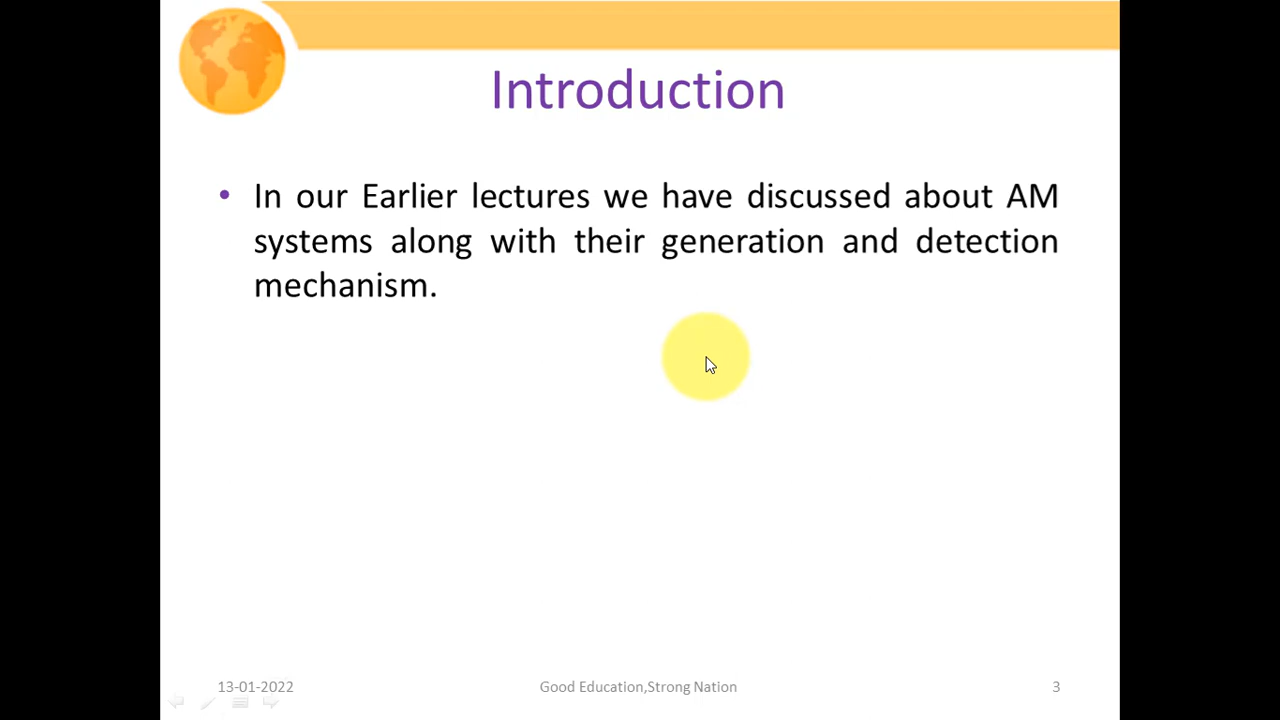 Introduction
• In our Earlier lectures we have discussed about AM
systems along with their generation and detection
mechanism.
13-01-2022
Good Education,Strong Nation
3